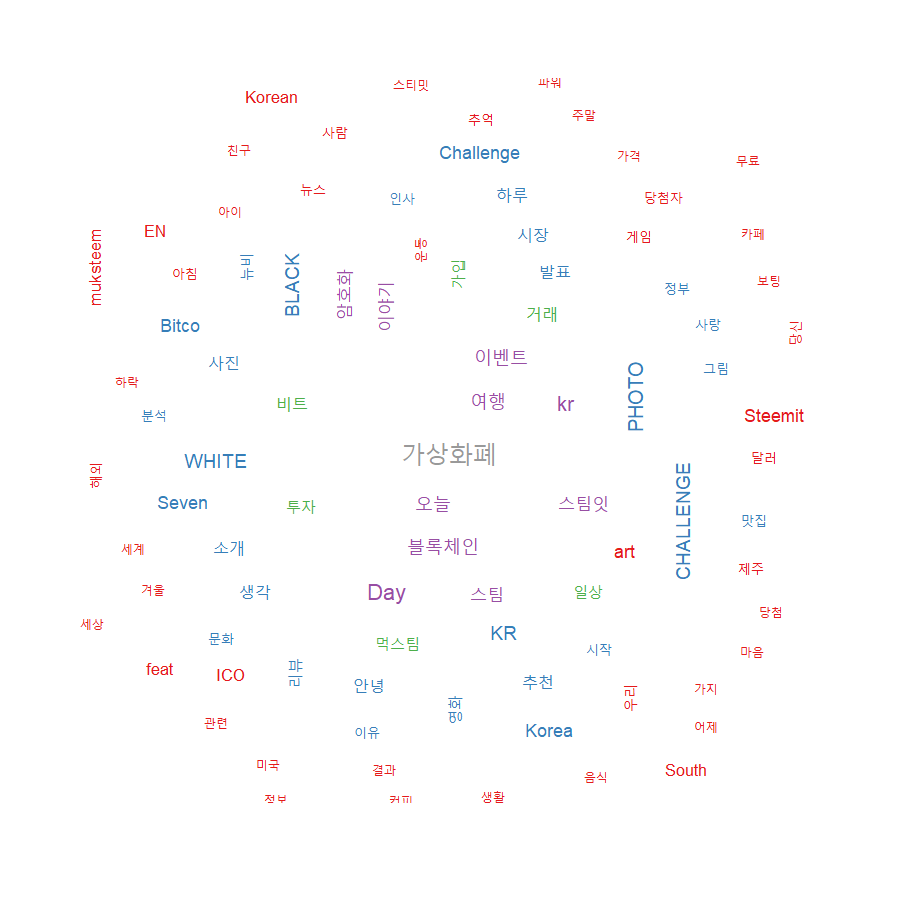 스티밋
파워
Korean
주말
추억
사람
친구
Challenge
가격
무료
뉴스
인사
하루
당첨자
아이
EN
시장
게임
카페
운동
muksteem
아침
뉴비
BLACK
암호화
이야기
가입
발표
정부
보팅
거래
Bitco
사랑
당신
사진
이벤트
그림
하락
비트
여행
kr
PHOTO
분석
Steemit
WHITE
가상화폐
달러
해외
Seven
투자
오늘
스팀잇
CHALLENGE
맛집
세계
소개
블록체인
art
제주
겨울
생각
Day
스팀
일상
당첨
세상
문화
먹스팀
KR
시작
마음
feat
ICO
리뷰
안녕
추천
우리
가지
관련
이유
영화
Korea
어제
미국
결과
음식
South
정보
커피
생활